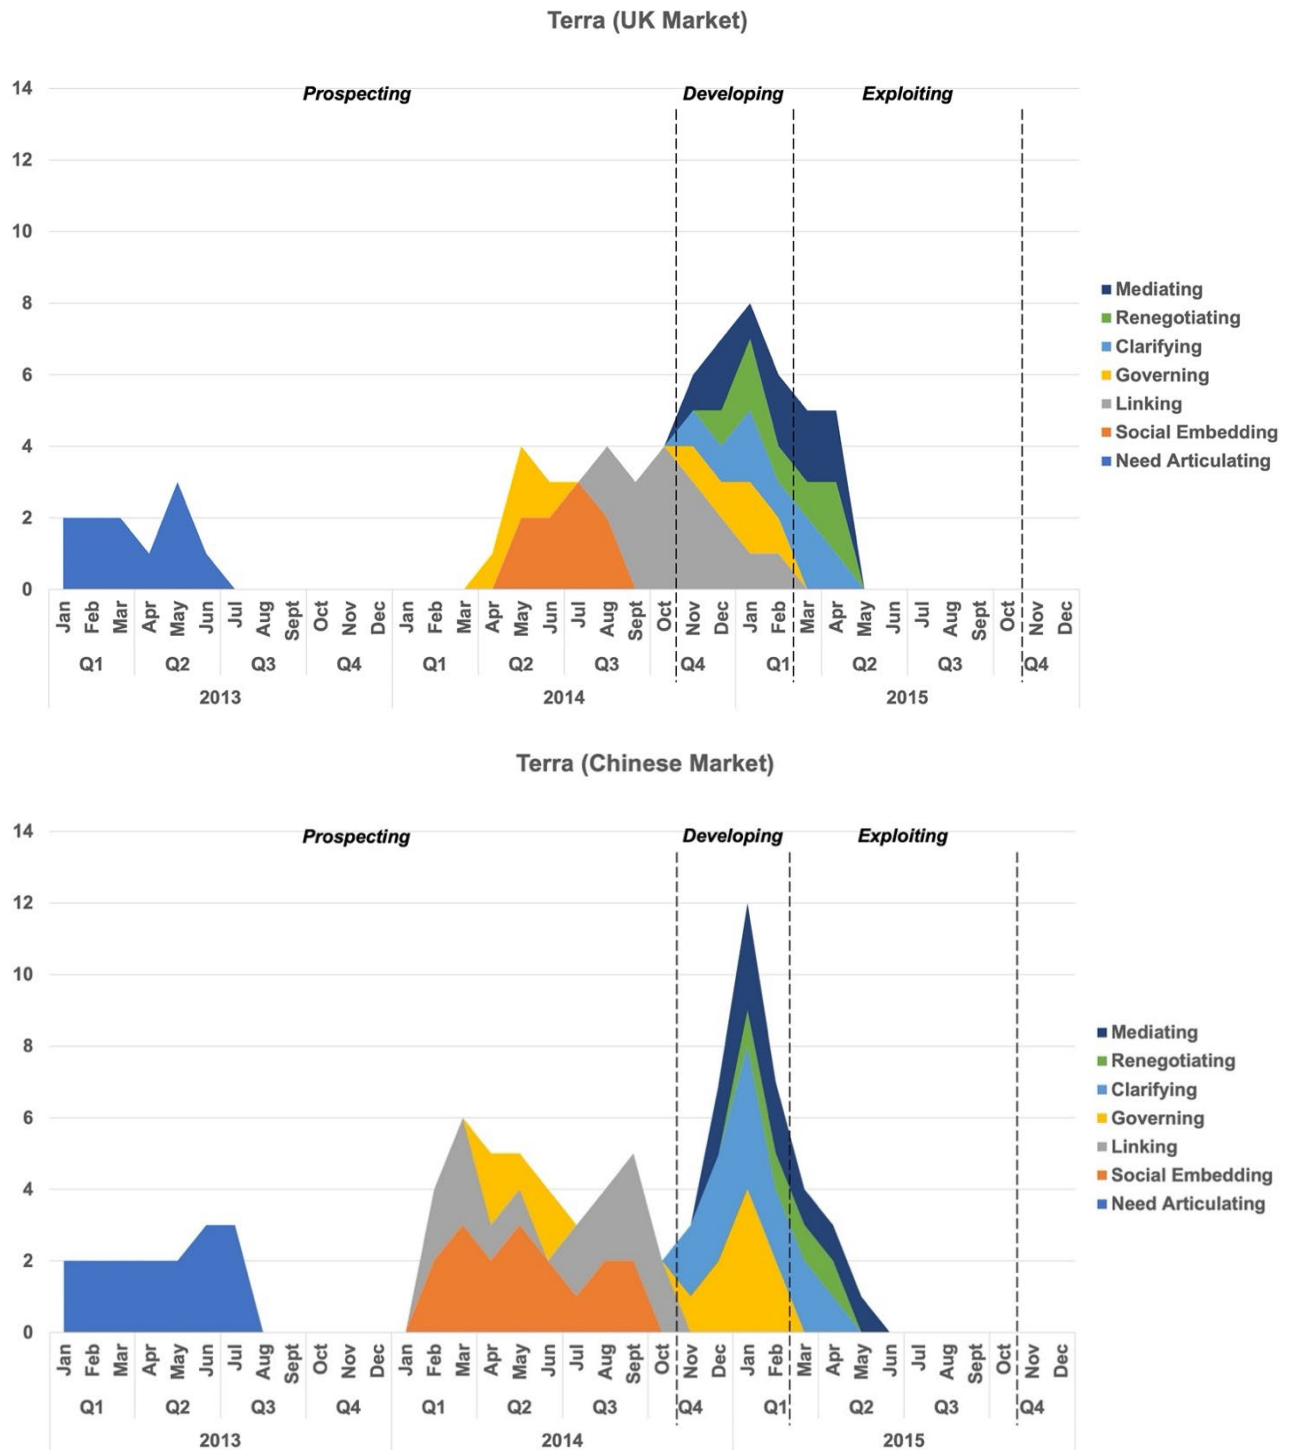 Terra (UK Market)
Prospecting Developing Exploiting
14
12
10
8
6
4
2
0
Mediating
Renegotiating
Clarifying
Governing
Linking
Social Embedding
Need Articulating
Jan Feb Mar Apr May Jun Jul Aug Sept Oct Nov Dec Jan Feb Mar Apr May Jun Jul Aug Sept Oct Nov Dec Jan Feb Mar Apr May Jun Jul Aug Sept Oct Nov Dec
Q1 Q2 Q3 Q4 Q1 Q2 Q3 Q4 Q1 Q2 Q3 Q4
2013 2014 2015
Terra (Chinese Market)
Prospecting Developing Exploiting
14
12
10
8
6
4
2
0
Mediating
Renegotiating
Clarifying
Governing
Linking
Social Embedding
Need Articulating
Jan Feb Mar Apr May Jun Jul Aug Sept Oct Nov Dec Jan Feb Mar Apr May Jun Jul Aug Sept Oct Nov Dec Jan Feb Mar Apr May Jun Jul Aug Sept Oct Nov Dec
Q1 Q2 Q3 Q4 Q1 Q2 Q3 Q4 Q1 Q2 Q3 Q4
2013 2014 2015